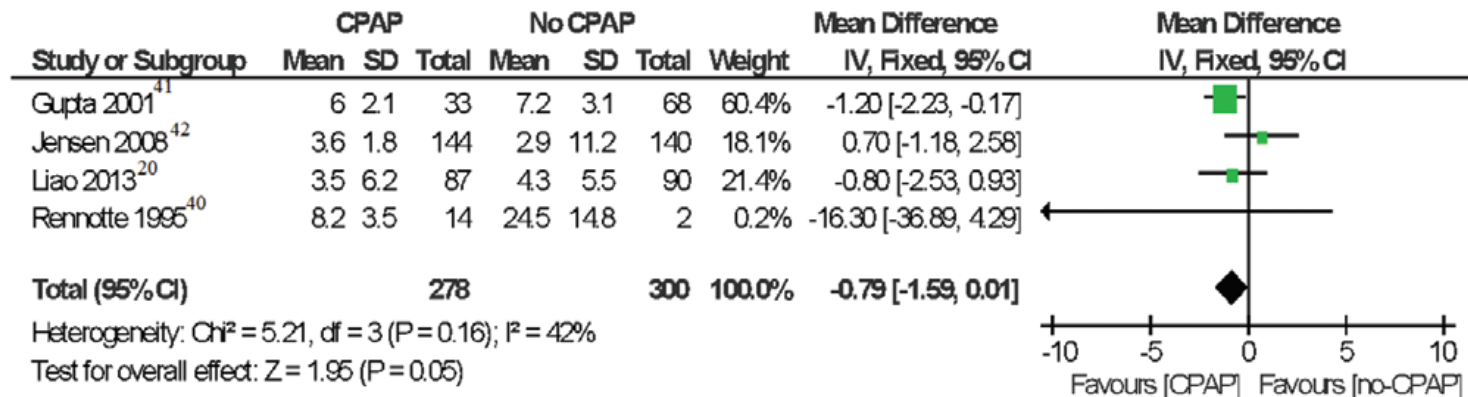 CPAP No CPAP Mean Difference Mean Difference
Study or Subgroup Mean SD Total Mean SD Total Weight IV, Fixed, 95% CI IV, Fixed, 95% CI
Gupta 2001⁴¹ 6 2.1 33 7.2 3.1 68 60.4% -1.20 [-2.23, -0.17]
Jensen 2008⁴² 3.6 1.8 144 2.9 11.2 140 18.1% 0.70 [-1.18, 2.58]
Liao 2013²⁰ 3.5 6.2 87 4.3 5.5 90 21.4% -0.80 [-2.53, 0.93]
Rennotte 1995⁴⁰ 8.2 3.5 14 24.5 14.8 2 0.2% -16.30 [-36.89, 4.29]
Total (95% CI) 278 300 100.0% -0.79 [-1.59, 0.01]
Heterogeneity: Chi² = 5.21, df = 3 (P = 0.16); I² = 42%
Test for overall effect: Z = 1.95 (P = 0.05)
-10 -5 0 5 10
Favours [CPAP] Favours [no-CPAP]